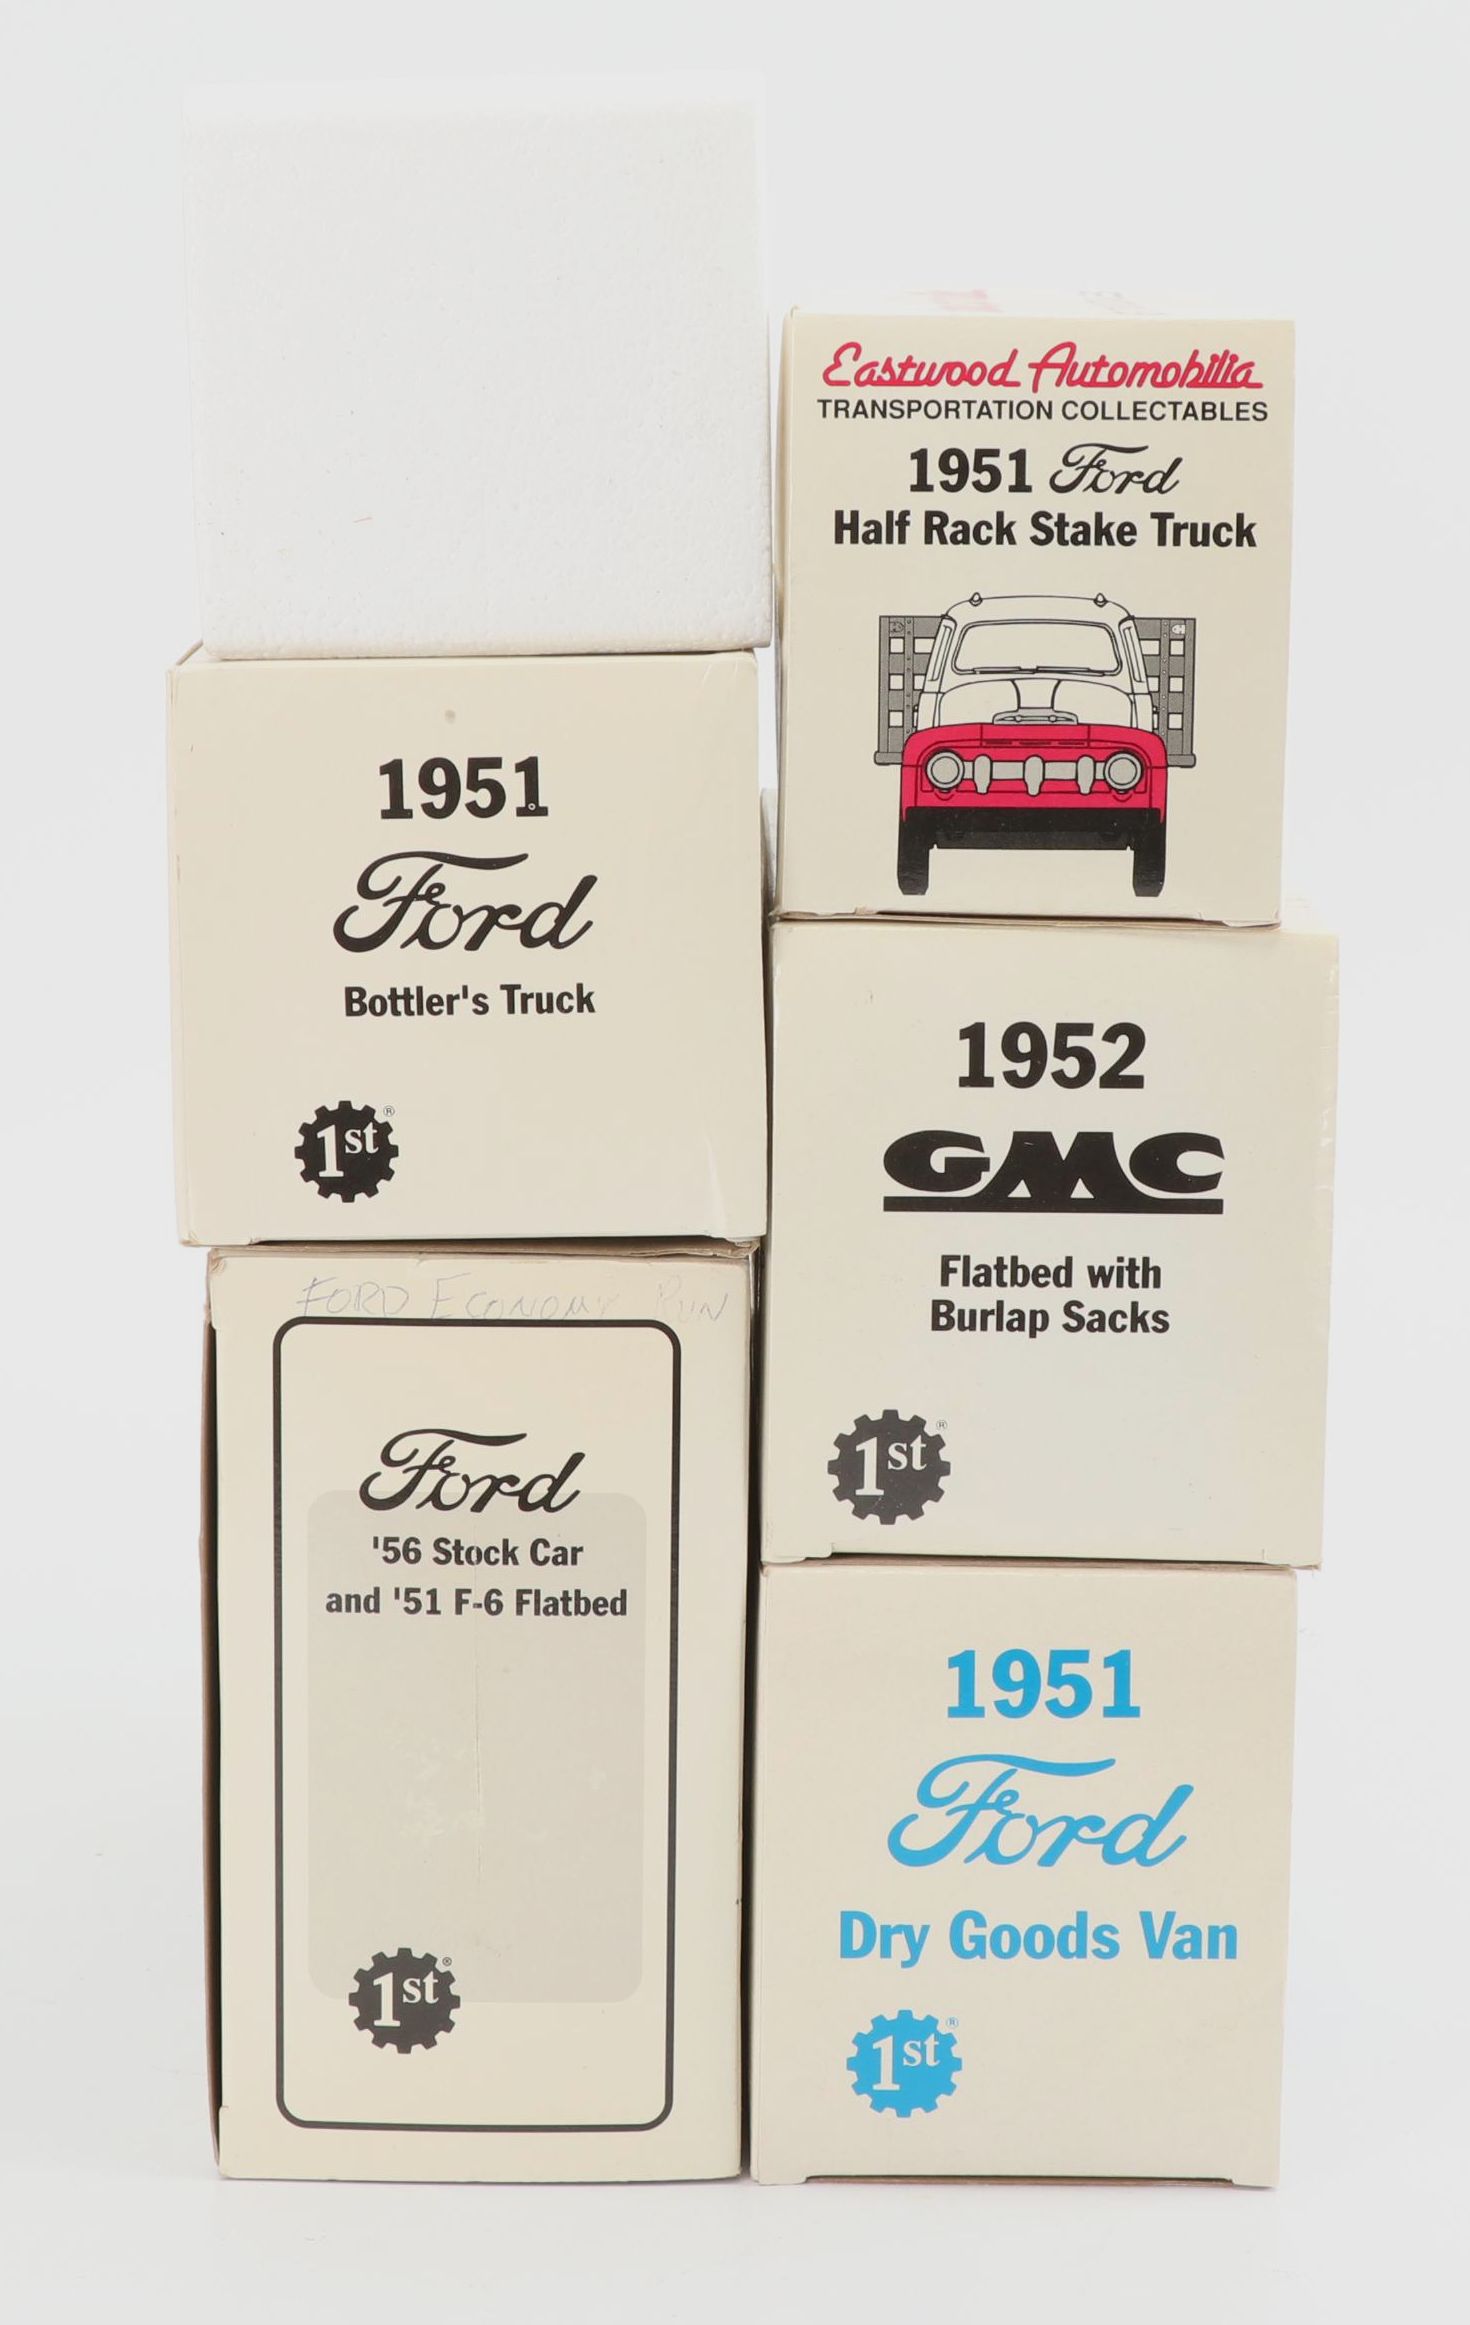 Eastwood Automobilia
TRANSPORTATION COLLECTABLES
1951 Ford
Half Rack Stake Truck
1951
Ford
Bottler's Truck
1st®
1952
GMC
Flatbed with
Burlap Sacks
1st®
FORD ECONOMY RUN
Ford
'56 Stock Car
and '51 F-6 Flatbed
1st®
1951
Ford
Dry Goods Van
1st®